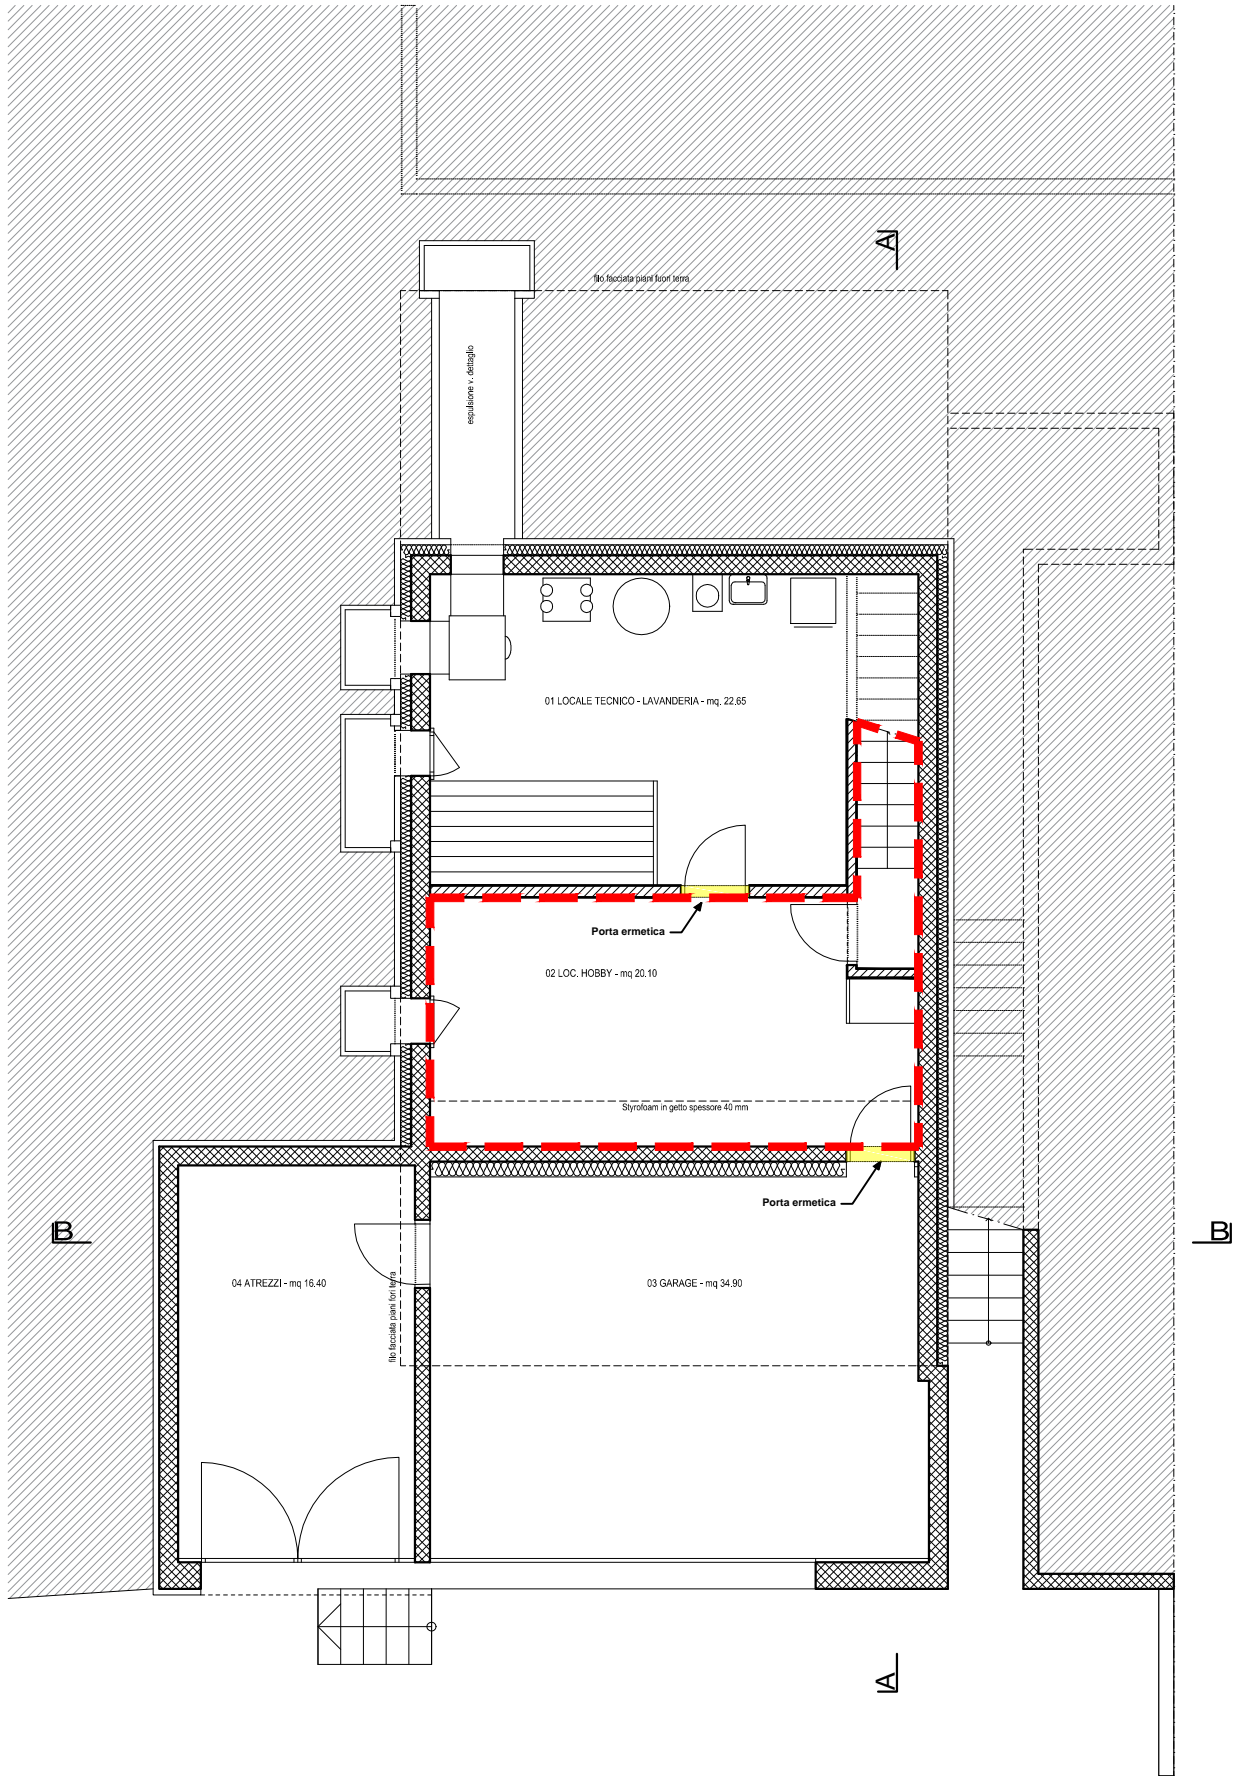 A
filo facciata piani fuori terra
espulsione v. dettaglio
01 LOCALE TECNICO - LAVANDERIA - mq. 22.65
Porta ermetica
02 LOC. HOBBY - mq 20.10
Styrofoam in getto spessore 40 mm
Porta ermetica
B
B
04 ATREZZI - mq 16.40
filo facciata piani fori terra
03 GARAGE - mq 34.90
A